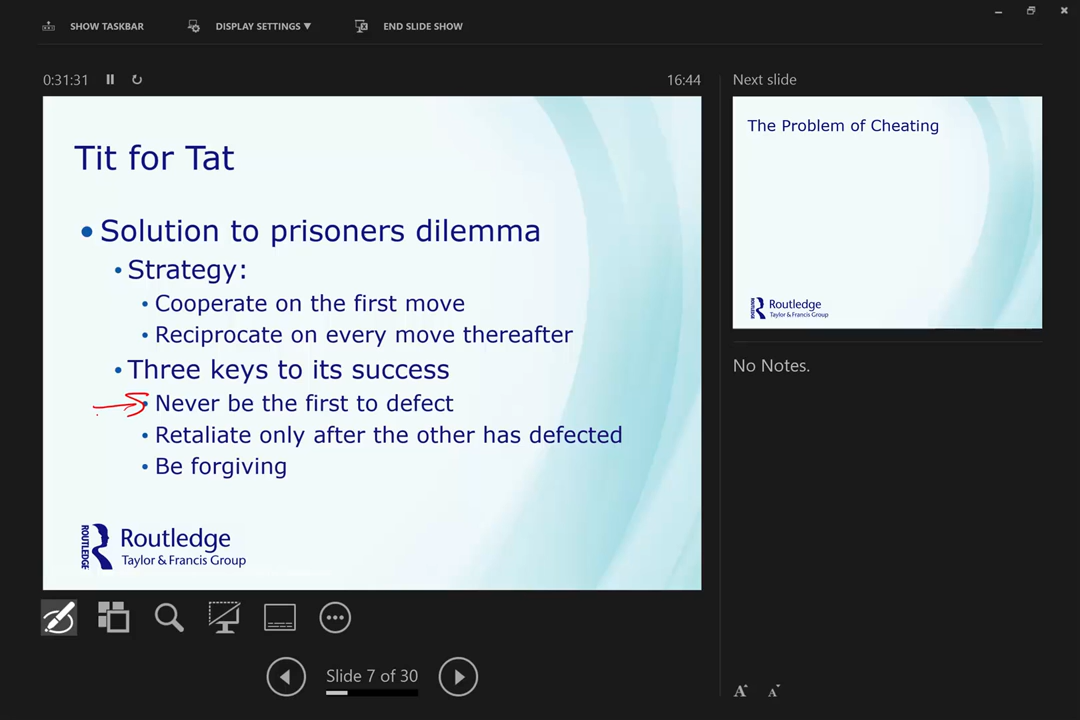 SHOW TASKBAR
DISPLAY SETTINGS ▼
END SLIDE SHOW
0:31:31
16:44
Tit for Tat
• Solution to prisoners dilemma
• Strategy:
• Cooperate on the first move
• Reciprocate on every move thereafter
• Three keys to its success
• Never be the first to defect
• Retaliate only after the other has defected
• Be forgiving
ROUTLEDGE
Routledge
Taylor & Francis Group
Slide 7 of 30
Next slide
The Problem of Cheating
ROUTLEDGE
Routledge
Taylor & Francis Group
No Notes.
A A